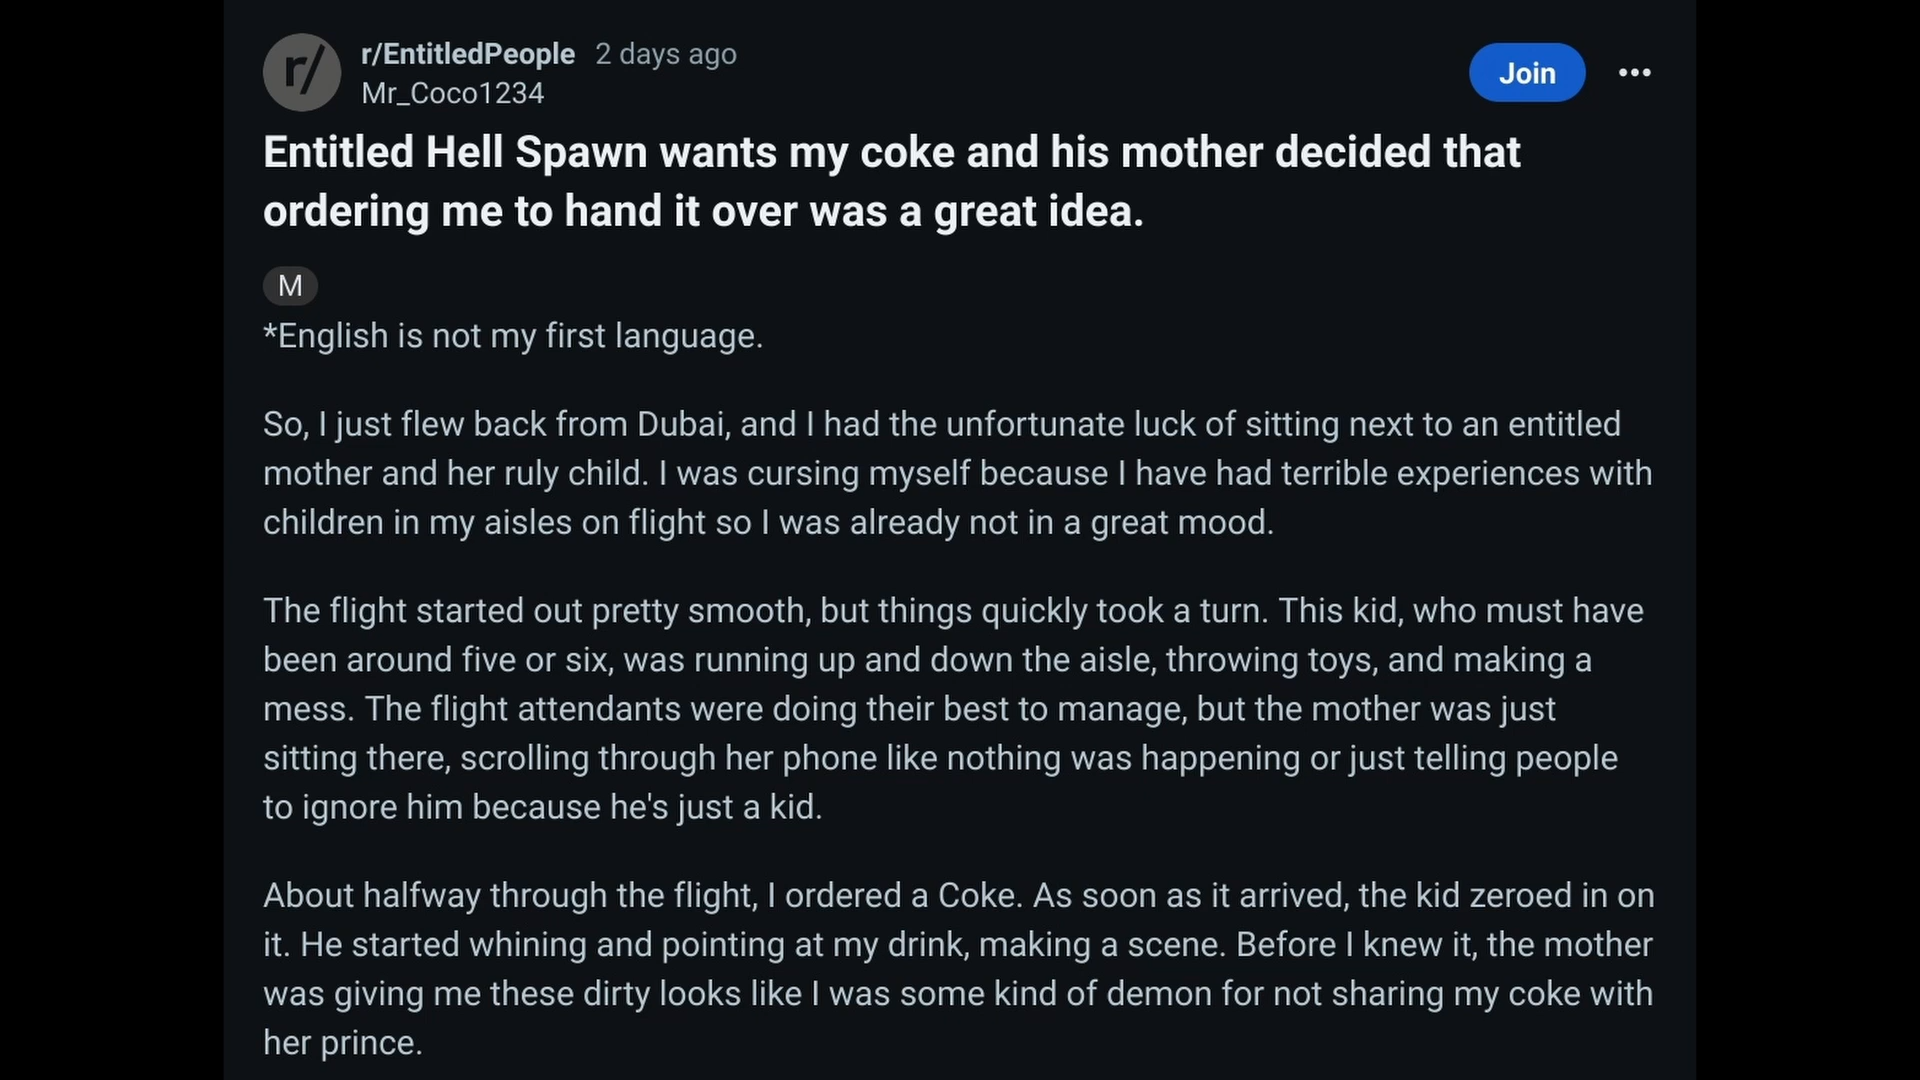 r/
r/EntitledPeople 2 days ago
Mr_Coco1234
Join
Entitled Hell Spawn wants my coke and his mother decided that
ordering me to hand it over was a great idea.
M
*English is not my first language.
So, I just flew back from Dubai, and I had the unfortunate luck of sitting next to an entitled
mother and her ruly child. I was cursing myself because I have had terrible experiences with
children in my aisles on flight so I was already not in a great mood.
The flight started out pretty smooth, but things quickly took a turn. This kid, who must have
been around five or six, was running up and down the aisle, throwing toys, and making a
mess. The flight attendants were doing their best to manage, but the mother was just
sitting there, scrolling through her phone like nothing was happening or just telling people
to ignore him because he's just a kid.
About halfway through the flight, I ordered a Coke. As soon as it arrived, the kid zeroed in on
it. He started whining and pointing at my drink, making a scene. Before I knew it, the mother
was giving me these dirty looks like I was some kind of demon for not sharing my coke with
her prince.